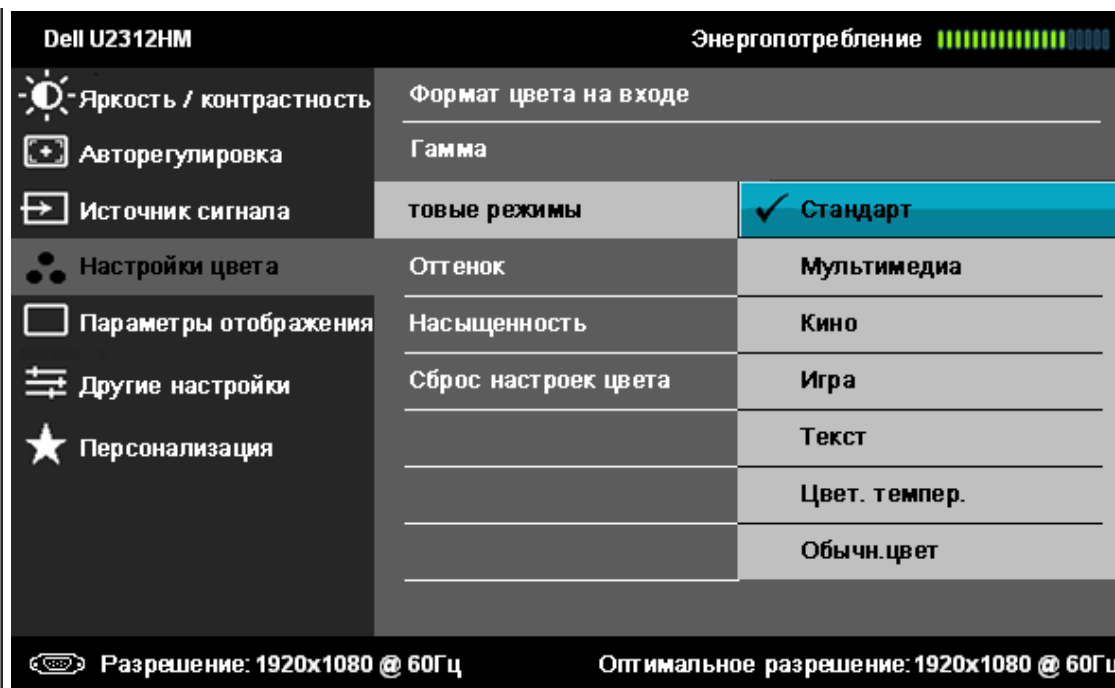 Dell U2312HM
Энергопотребление
Яркость / контрастность
Авторегулировка
Источник сигнала
Настройки цвета
Параметры отображения
Другие настройки
Персонализация
Формат цвета на входе
Гамма
товые режимы
Оттенок
Насыщенность
Сброс настроек цвета
Стандарт
Мультимедиа
Кино
Игра
Текст
Цвет. темпер.
Обычн.цвет
Разрешение: 1920x1080 @ 60Гц
Оптимальное разрешение: 1920x1080 @ 60Гц